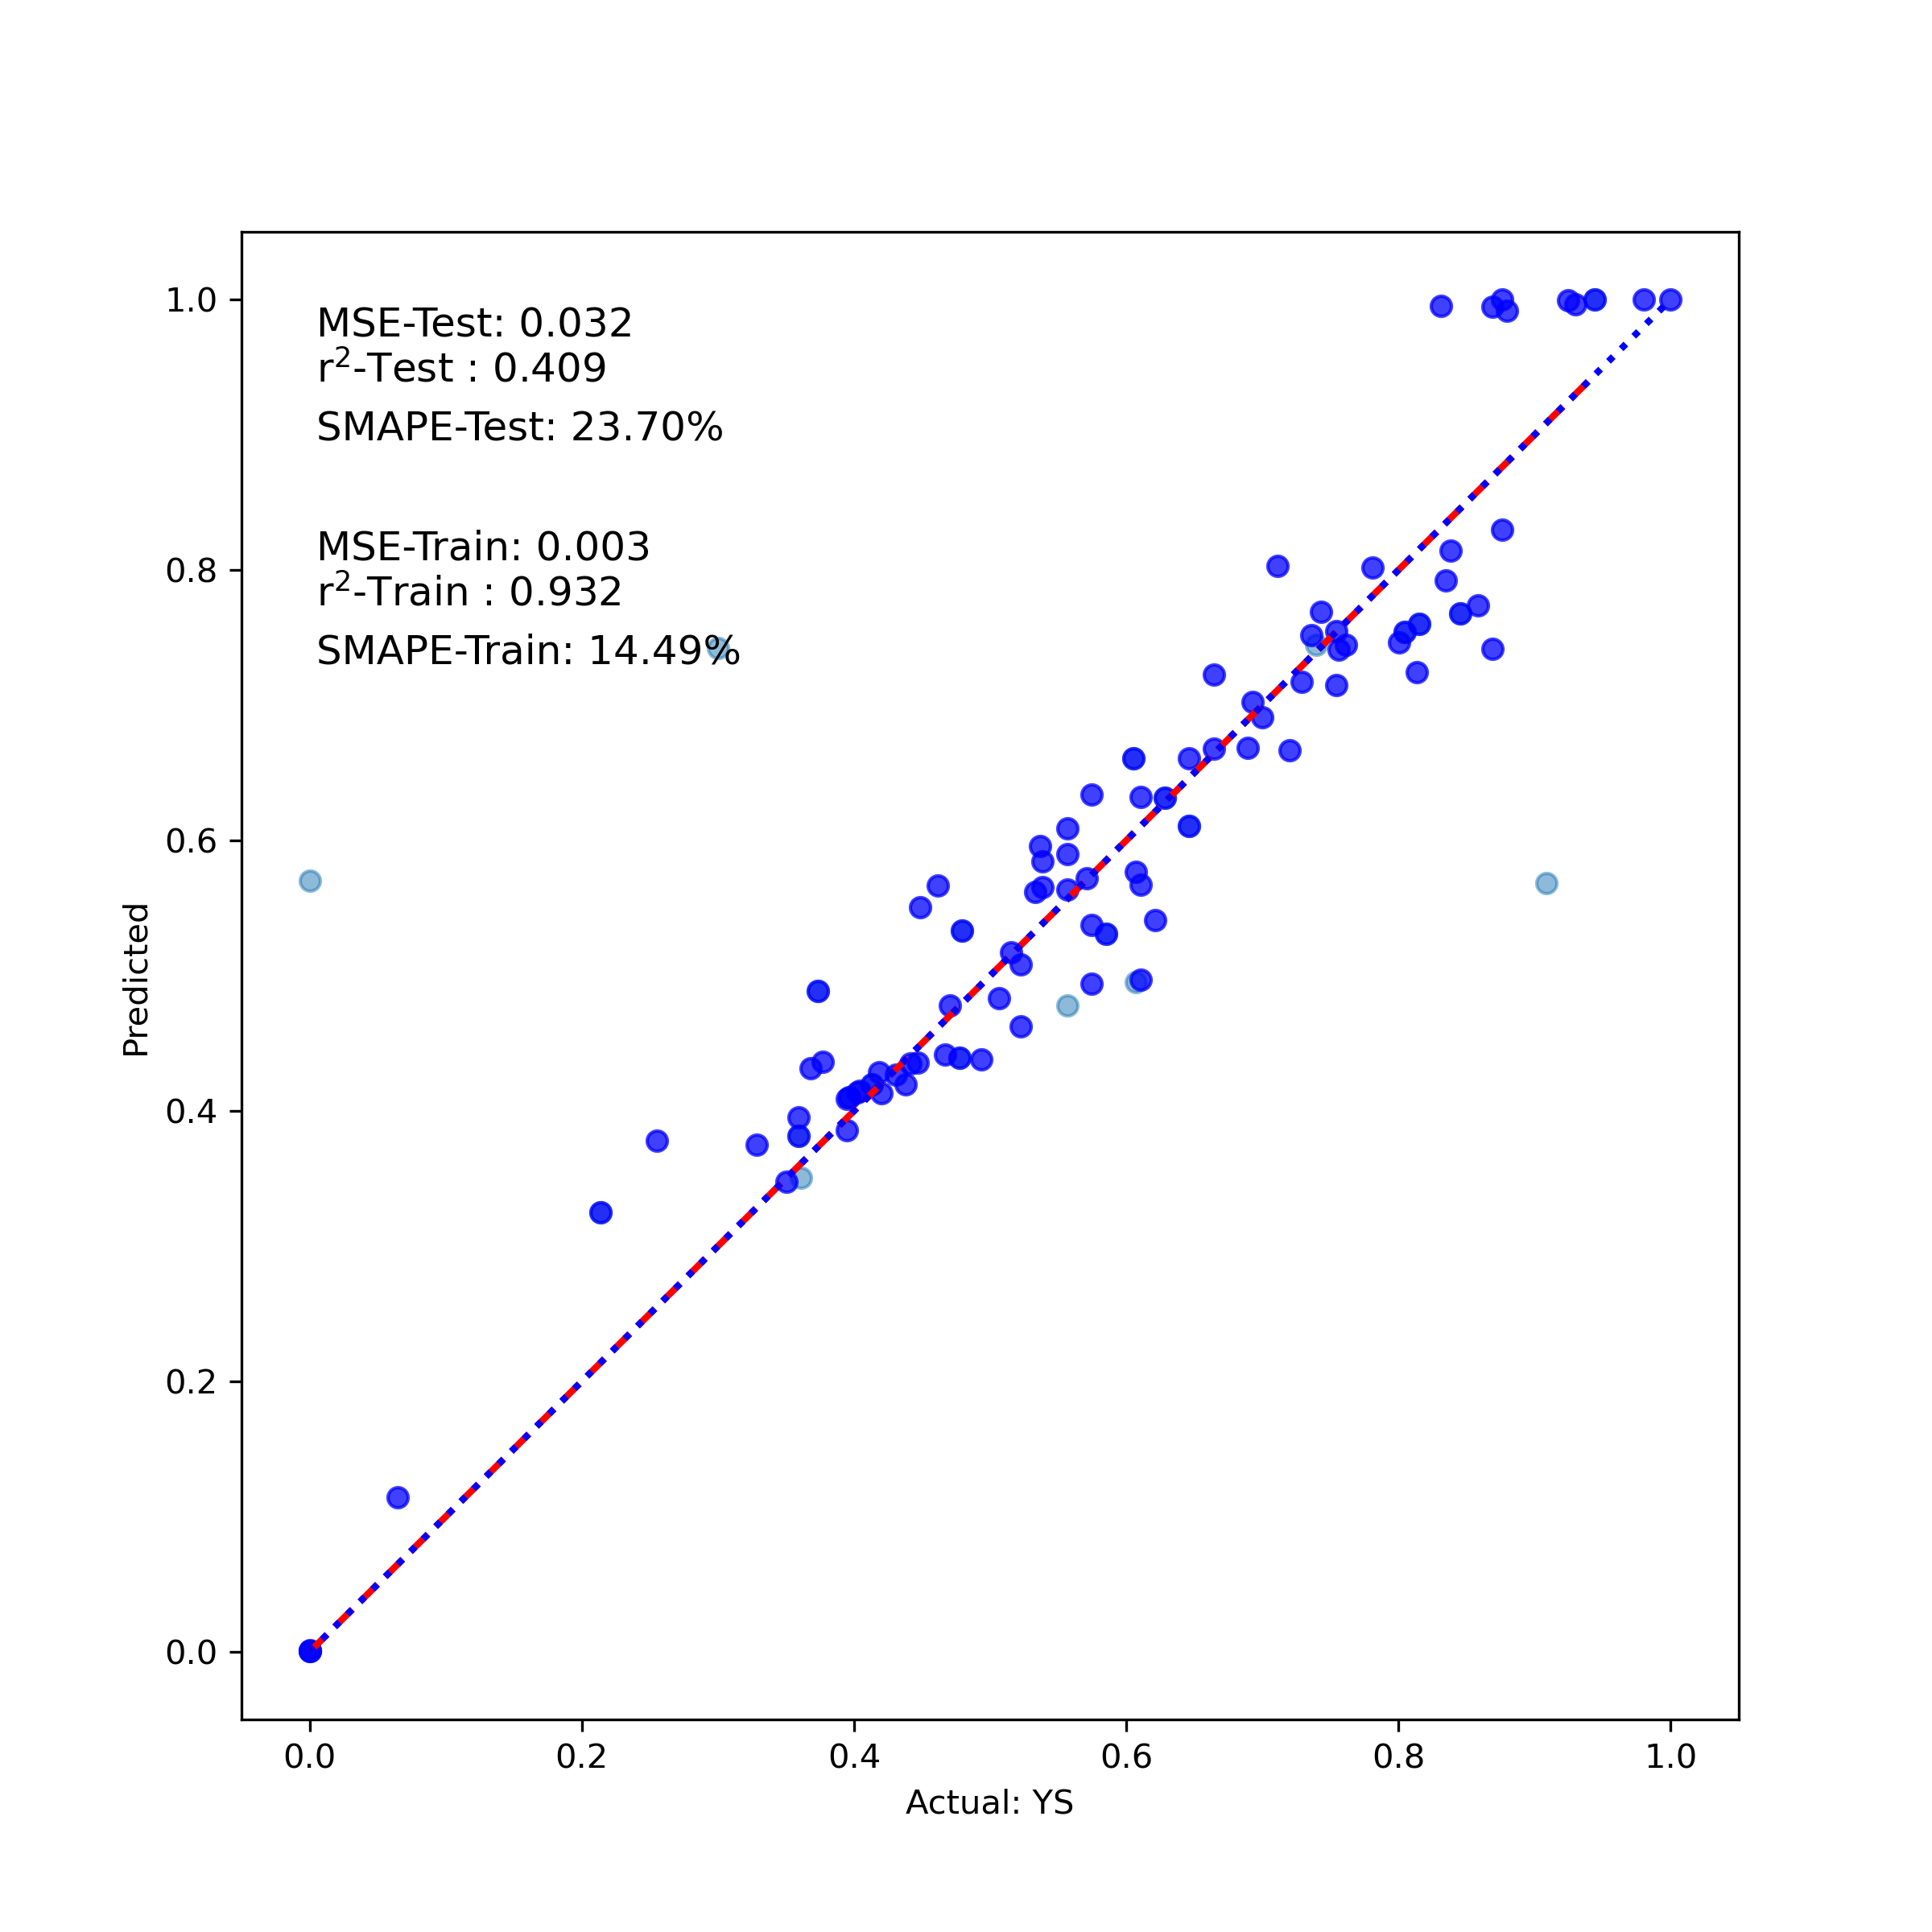 MSE-Test: 0.032
r²-Test : 0.409
SMAPE-Test: 23.70%
MSE-Train: 0.003
r²-Train : 0.932
SMAPE-Train: 14.49%
1.0
0.8
0.6
0.4
0.2
0.0
Predicted
0.0 0.2 0.4 0.6 0.8 1.0
Actual: YS